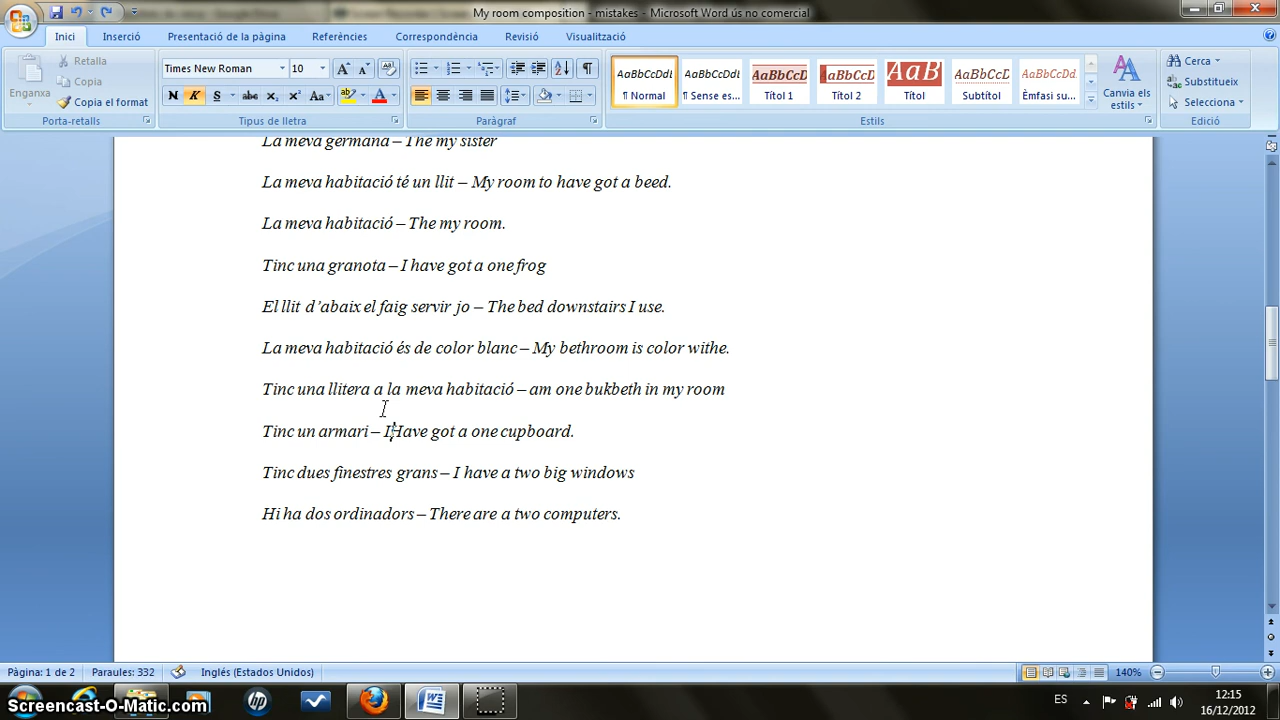 My room composition - mistakes - Microsoft Word ús no comercial
Inici Inserció Presentació de la pàgina Referències Correspondència Revisió Visualització
Enganxa
Retalla
Copia
Copia el format
Porta-retalls
Times New Roman 10
N K S abc X₂ X² Aa
Tipus de lletra
Paràgraf
AaBbCcDdI AaBbCcDdI AaBbCcD AaBbCcD AaB AaBbCcD AaBbCcDd.
¶ Normal ¶ Sense es... Títol 1 Títol 2 Títol Subtítol Èmfasi su...
Estils
Canvia els estils
Cerca
Substitueix
Selecciona
Edició
La meva germana – The my sister
La meva habitació té un llit – My room to have got a beed.
La meva habitació – The my room.
Tinc una granota – I have got a one frog
El llit d’abaix el faig servir jo – The bed downstairs I use.
La meva habitació és de color blanc – My bethroom is color withe.
Tinc una llitera a la meva habitació – am one bukbeth in my room
Tinc un armari – IHave got a one cupboard.
Tinc dues finestres grans – I have a two big windows
Hi ha dos ordinadors – There are a two computers.
Pàgina: 1 de 2 Paraules: 332 Inglés (Estados Unidos) 140%
Screencast-O-Matic.com
hp
W
ES
12:15
16/12/2012